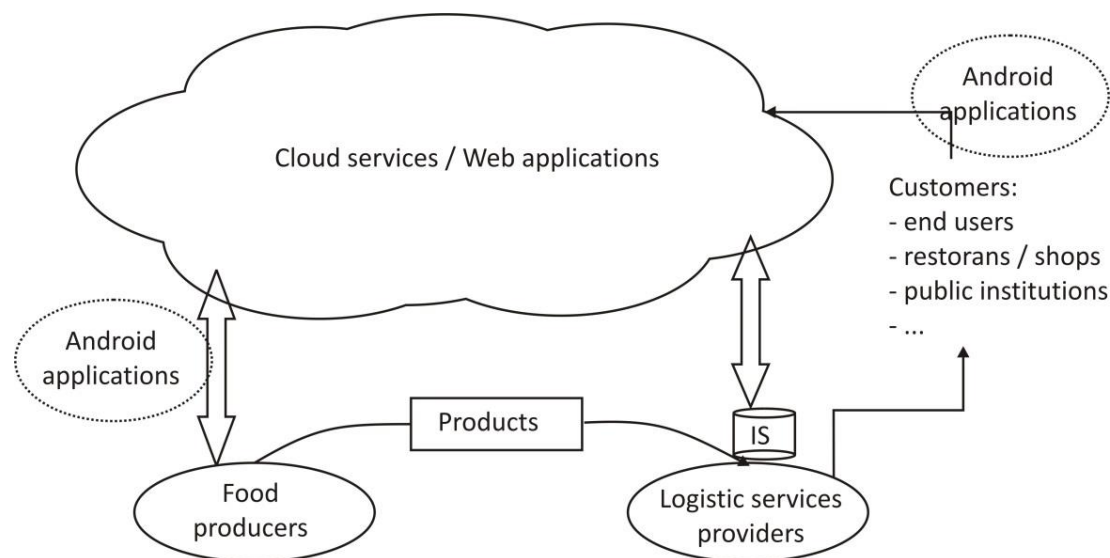 Android
applications
Cloud services / Web applications
Customers:
- end users
- restorans / shops
- public institutions
- ...
Android
applications
Products
IS
Food
producers
Logistic services
providers